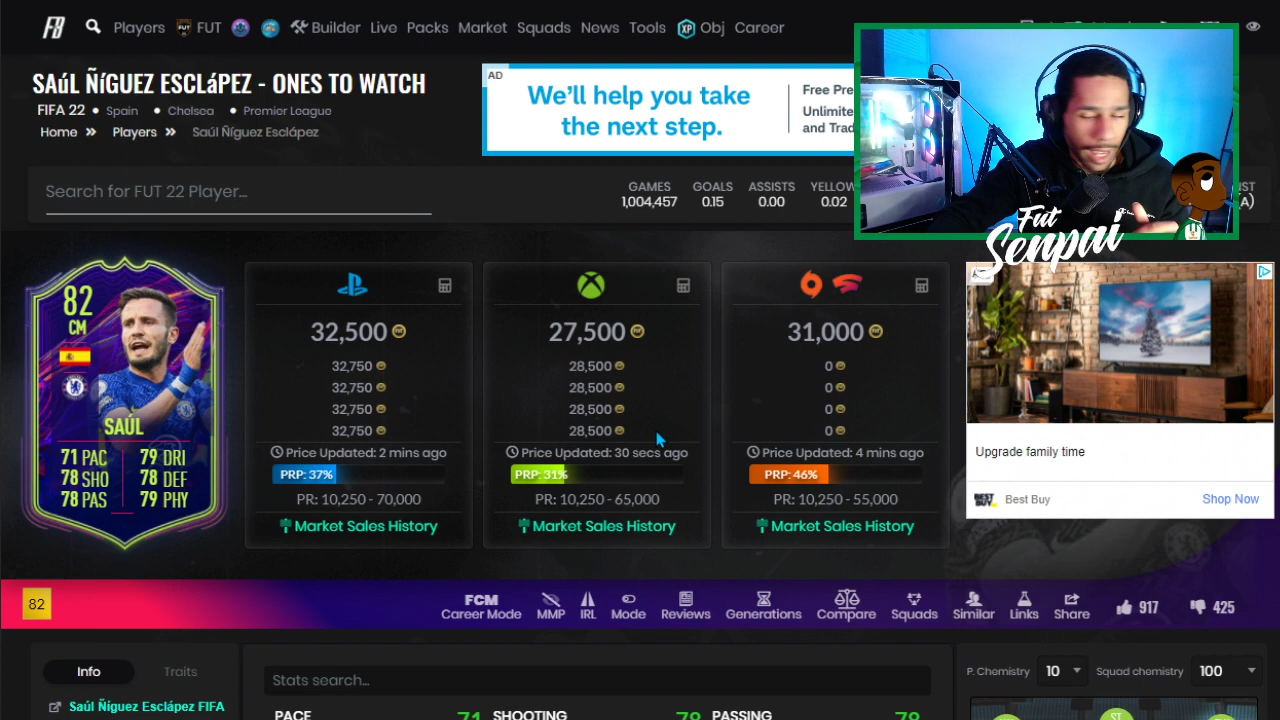 FB Players FUT Builder Live Packs Market Squads News Tools XP Obj Career
SAúL ÑíGUEZ ESCLáPEZ - ONES TO WATCH
FIFA 22 • Spain • Chelsea • Premier League
Home » Players » Saúl Ñíguez Esclápez
AD
We'll help you take
the next step.
Free Pre
Unlimite
and Trad
Search for FUT 22 Player...
GAMES GOALS ASSISTS YELLOW
1,004,457 0.15 0.00 0.02
Fut
Senpai
82
CM
SAÚL
71 PAC 79 DRI
78 SHO 78 DEF
78 PAS 79 PHY
32,500
32,750
32,750
32,750
32,750
Price Updated: 2 mins ago
PRP: 37%
PR: 10,250 - 70,000
Market Sales History
27,500
28,500
28,500
28,500
28,500
Price Updated: 30 secs ago
PRP: 31%
PR: 10,250 - 65,000
Market Sales History
31,000
0
0
0
0
Price Updated: 4 mins ago
PRP: 46%
PR: 10,250 - 55,000
Market Sales History
Upgrade family time
BEST BUY Best Buy Shop Now
82
FCM
Career Mode MMP IRL Mode Reviews Generations Compare Squads Similar Links Share 917 425
Info Traits
Saúl Ñíguez Esclápez FIFA
Stats search...
PACE 71 SHOOTING 78 PASSING 78
P. Chemistry 10 Squad chemistry 100
ST